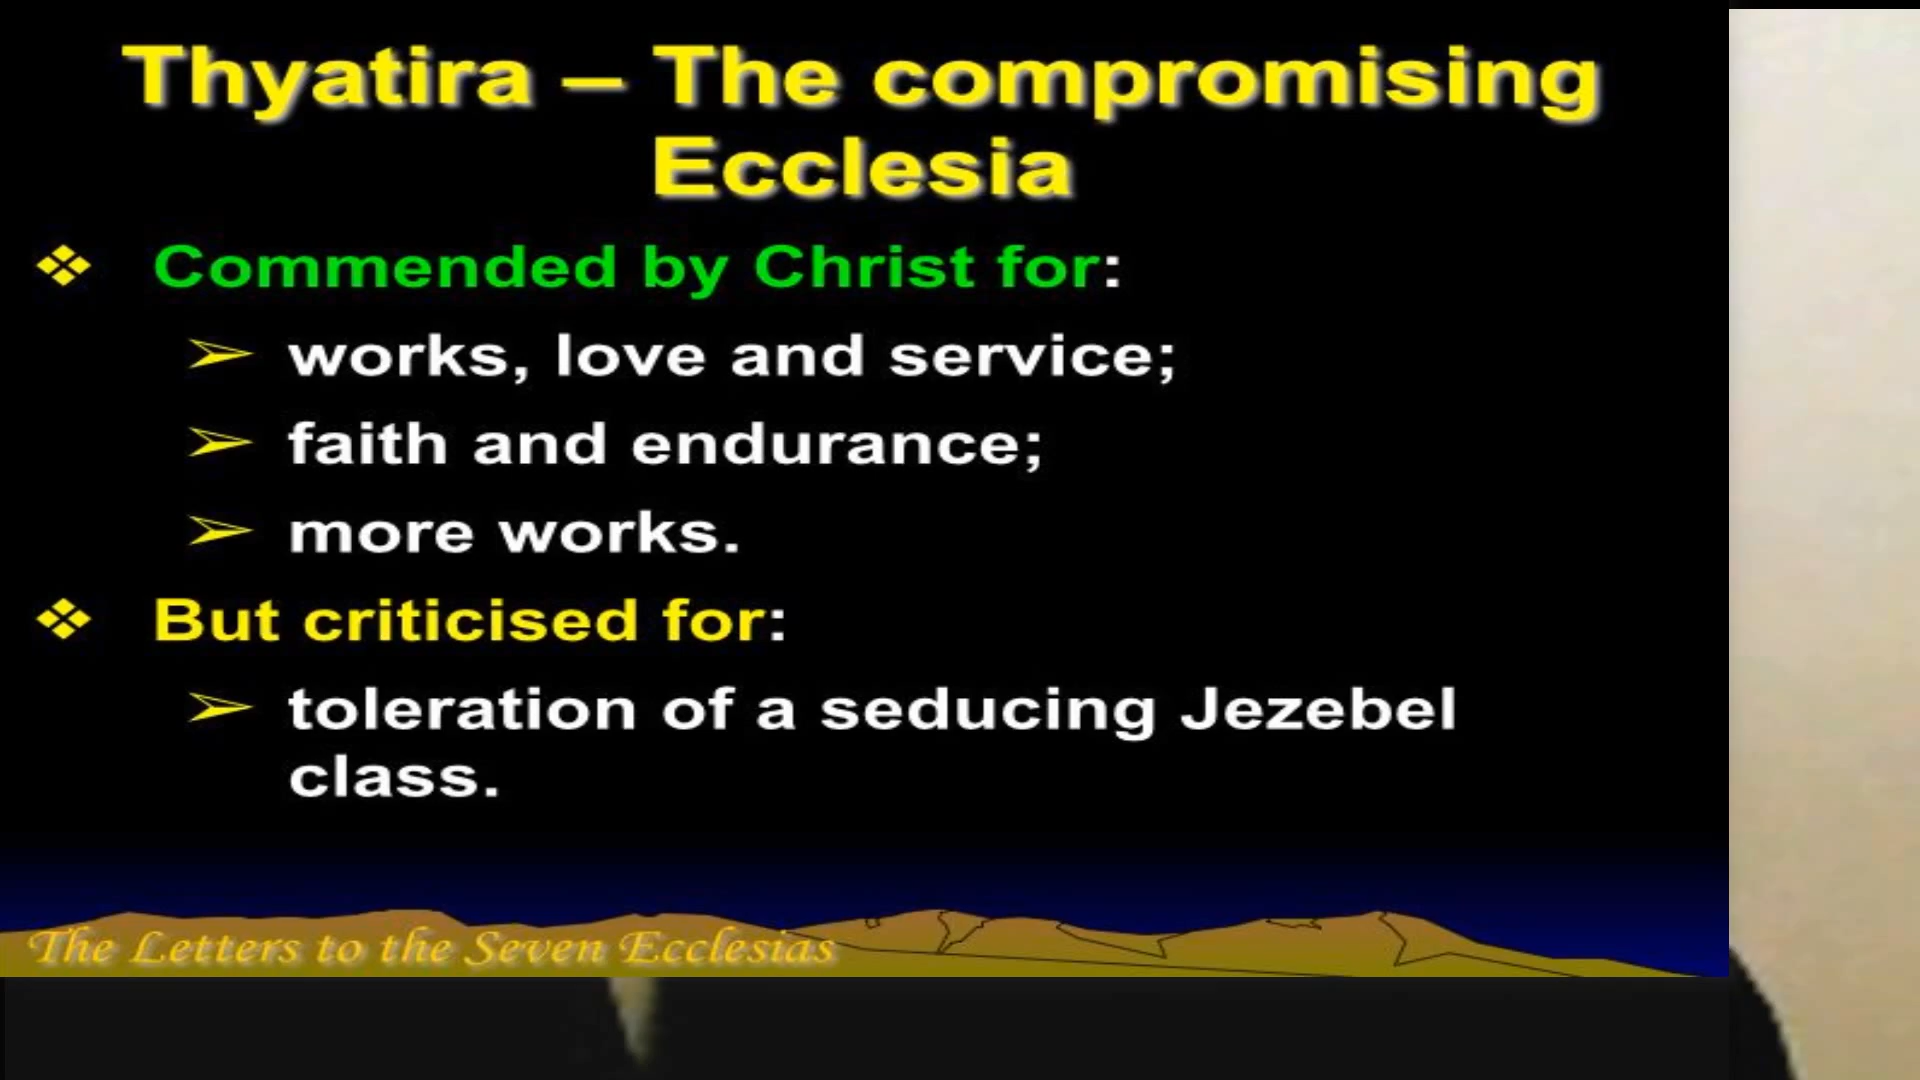 Thyatira – The compromising
Ecclesia
❖ Commended by Christ for:
➢ works, love and service;
➢ faith and endurance;
➢ more works.
❖ But criticised for:
➢ toleration of a seducing Jezebel
class.
The Letters to the Seven Ecclesias